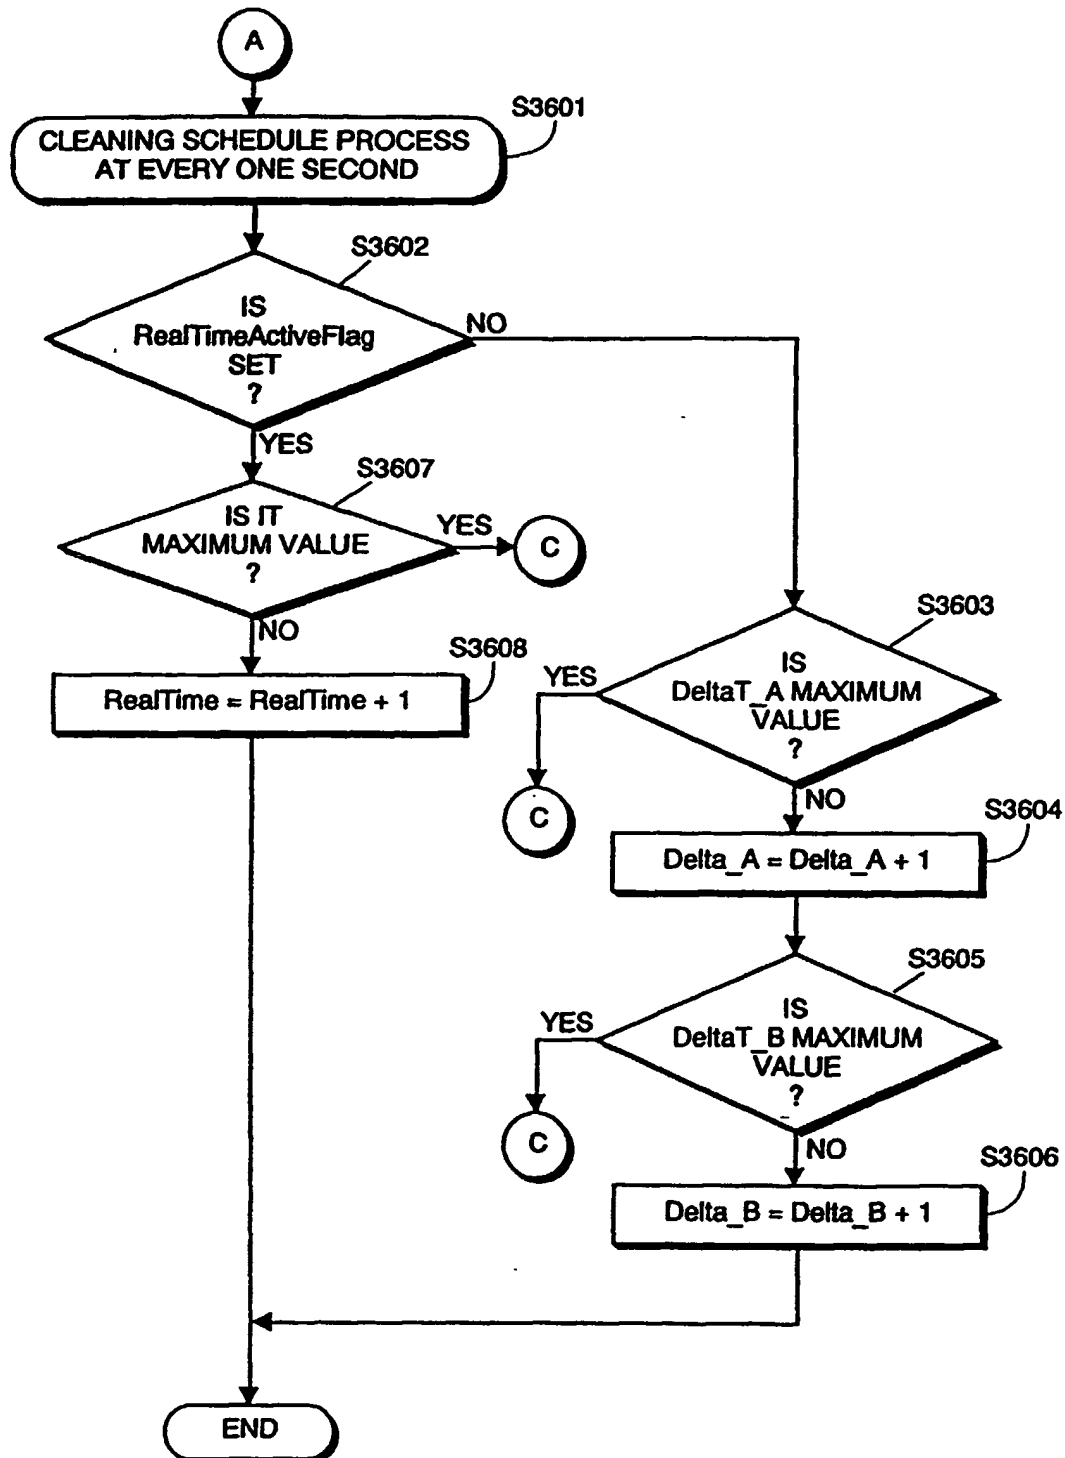 A
S3601
CLEANING SCHEDULE PROCESS
AT EVERY ONE SECOND
S3602
IS
RealTimeActiveFlag
SET
?
NO
YES
S3607
IS IT
MAXIMUM VALUE
?
YES
C
NO
S3608
RealTime = RealTime + 1
S3603
IS
DeltaT_A MAXIMUM
VALUE
?
YES
C
NO
S3604
Delta_A = Delta_A + 1
S3605
IS
DeltaT_B MAXIMUM
VALUE
?
YES
C
NO
S3606
Delta_B = Delta_B + 1
END